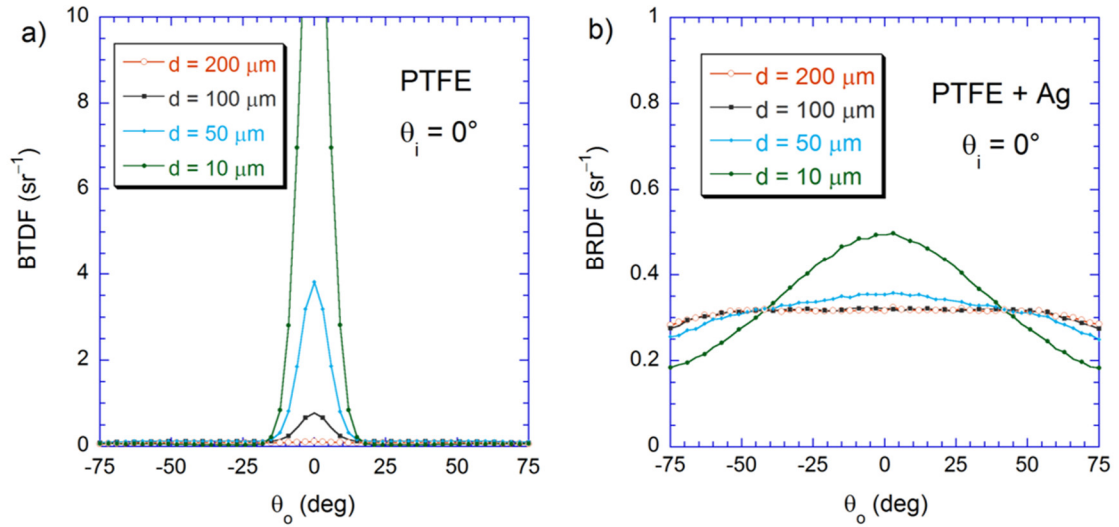 a)
10
8
6
4
2
0
BTDF (sr⁻¹)
d = 200 μm
d = 100 μm
d = 50 μm
d = 10 μm
PTFE
θi = 0°
-75 -50 -25 0 25 50 75
θo (deg)
b)
1
0.8
0.6
0.4
0.2
0
BRDF (sr⁻¹)
d = 200 μm
d = 100 μm
d = 50 μm
d = 10 μm
PTFE + Ag
θi = 0°
-75 -50 -25 0 25 50 75
θo (deg)